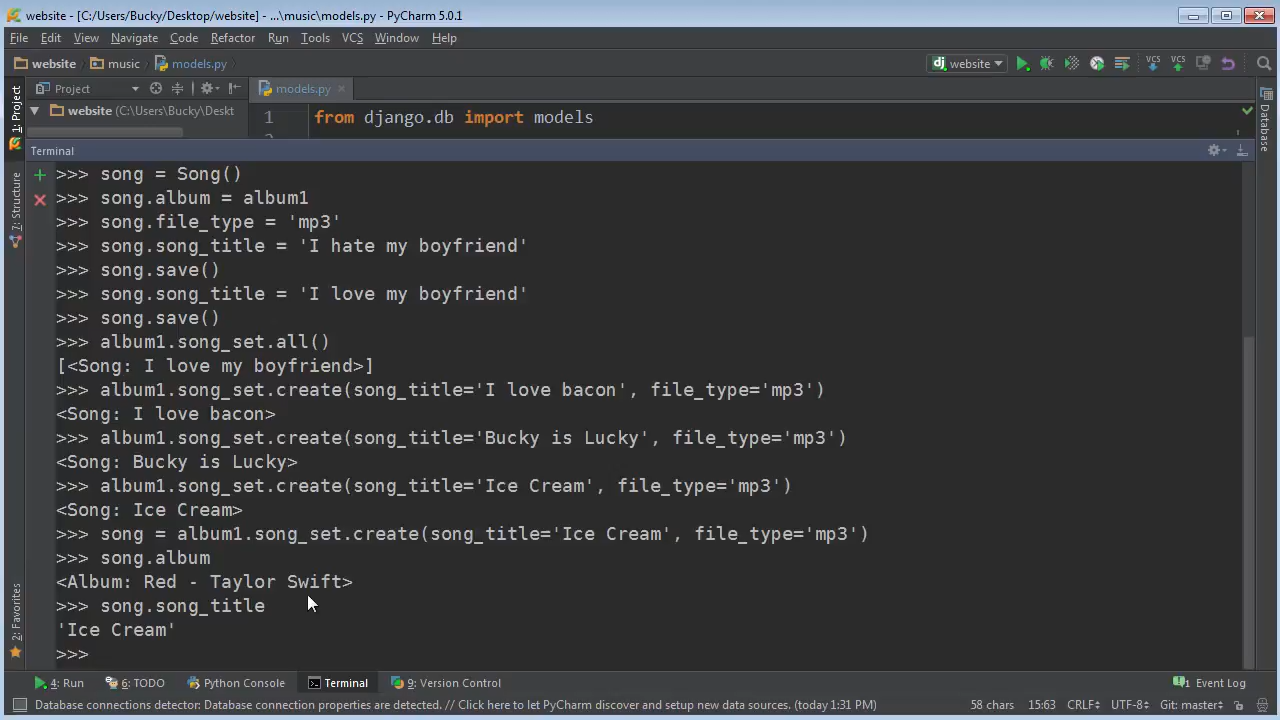 website - [C:/Users/Bucky/Desktop/website] - ...\music\models.py - PyCharm 5.0.1
File Edit View Navigate Code Refactor Run Tools VCS Window Help
website music models.py website VCS VCS
1: Project Project models.py Database
website (C:\Users\Bucky\Deskt 1 from django.db import models
2
Terminal
>>> song = Song()
>>> song.album = album1
7: Structure
>>> song.file_type = 'mp3'
>>> song.song_title = 'I hate my boyfriend'
>>> song.save()
>>> song.song_title = 'I love my boyfriend'
>>> song.save()
>>> album1.song_set.all()
[<Song: I love my boyfriend>]
>>> album1.song_set.create(song_title='I love bacon', file_type='mp3')
<Song: I love bacon>
>>> album1.song_set.create(song_title='Bucky is Lucky', file_type='mp3')
<Song: Bucky is Lucky>
>>> album1.song_set.create(song_title='Ice Cream', file_type='mp3')
<Song: Ice Cream>
>>> song = album1.song_set.create(song_title='Ice Cream', file_type='mp3')
>>> song.album
<Album: Red - Taylor Swift>
2: Favorites
>>> song.song_title
'Ice Cream'
>>>
4: Run 6: TODO Python Console Terminal 9: Version Control 1 Event Log
Database connections detector: Database connection properties are detec... // Click here to let PyCharm discover and setup new data sources. (today 1:31 PM) 58 chars 15:63 CRLF÷ UTF-8÷ Git: master÷